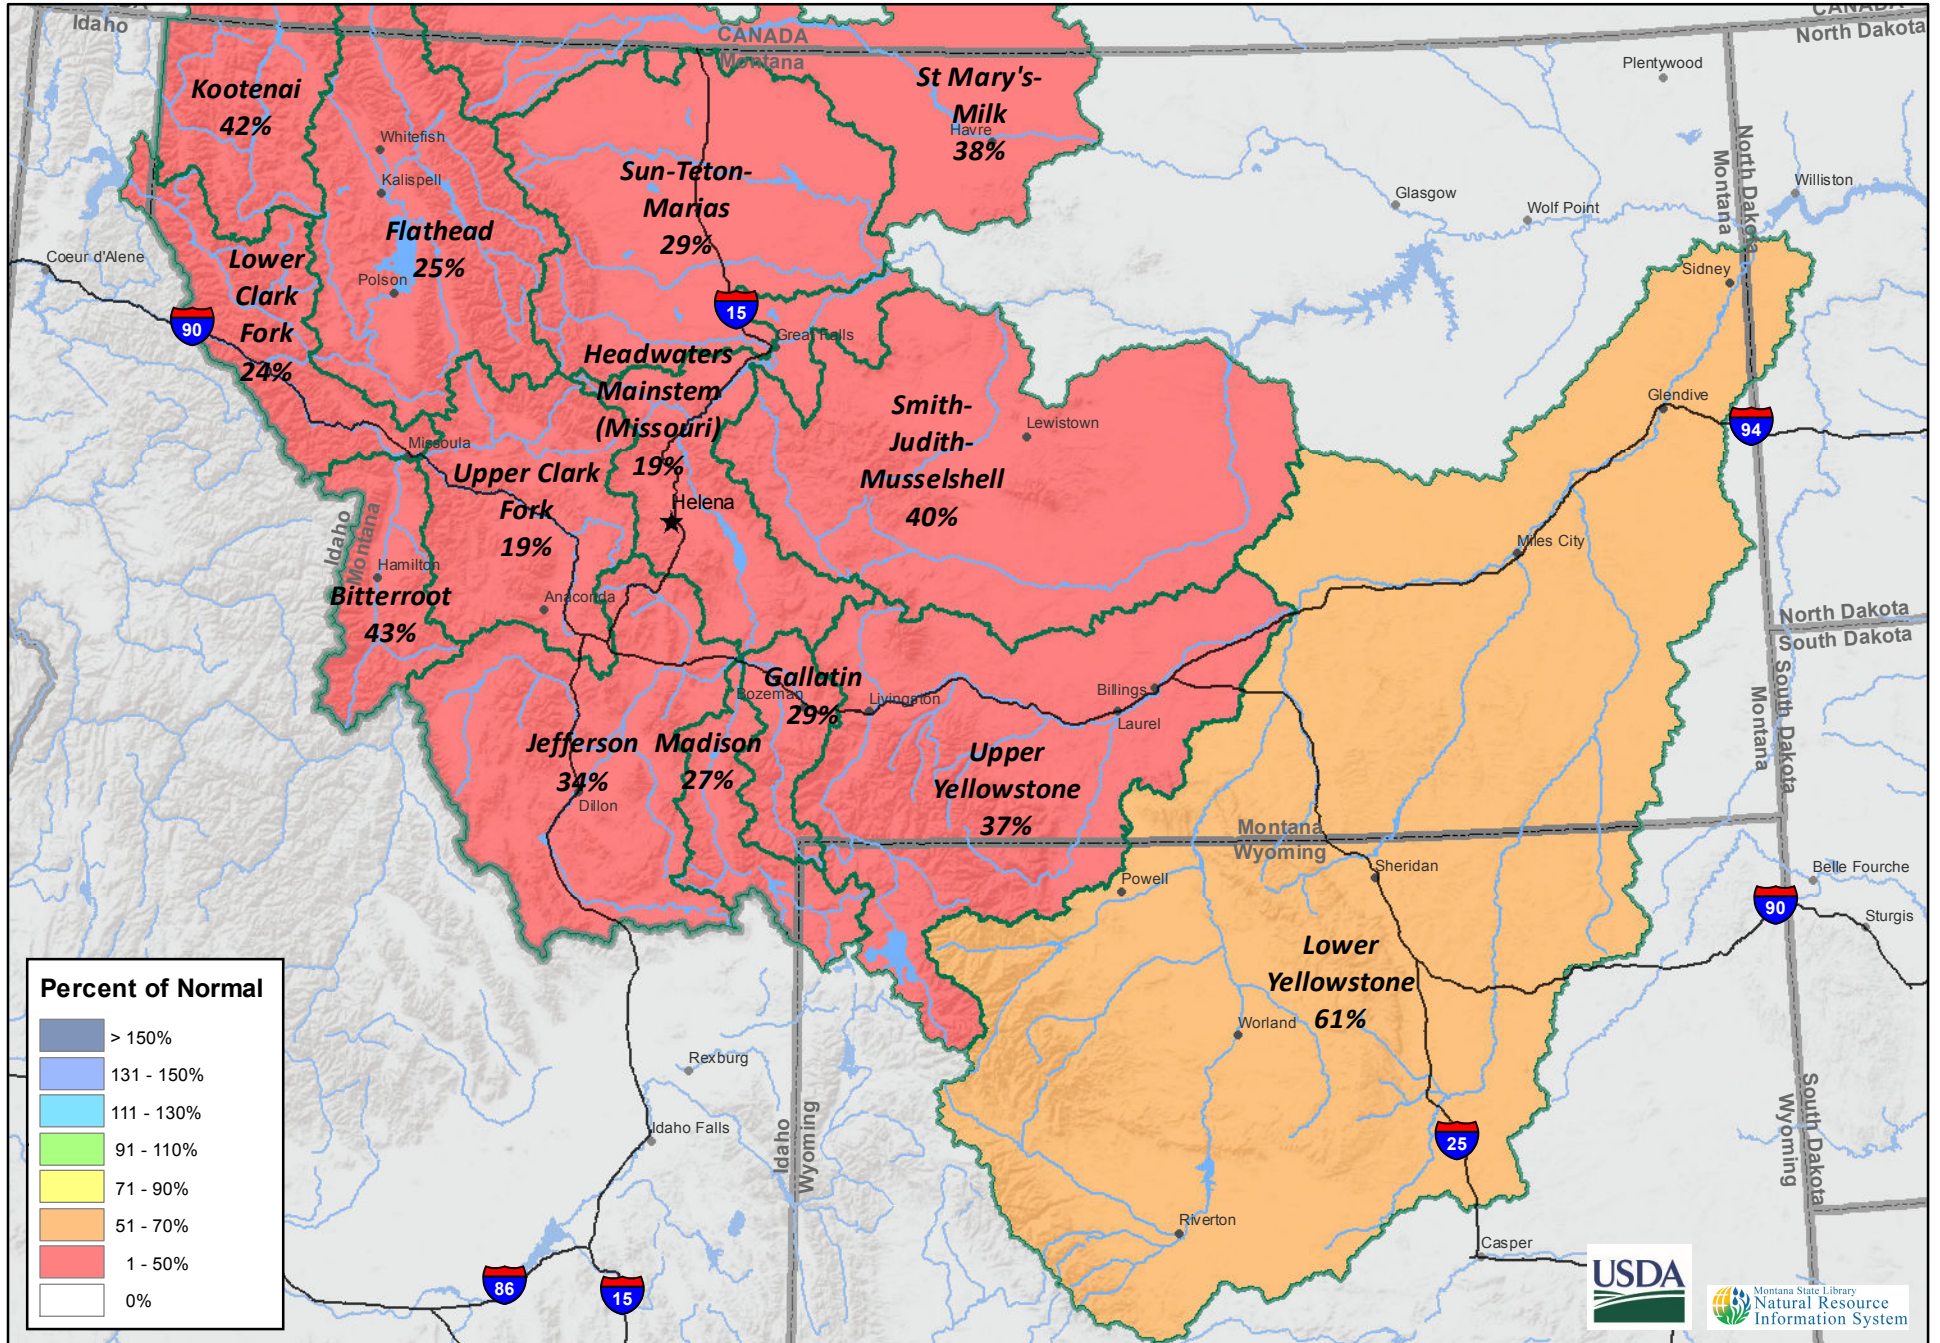 CANADA
Idaho
CANADA
Montana
CANADA
North Dakota
Kootenai
42%
St Mary's-
Milk
Havre
38%
Plentywood
Whitefish
Kalispell
Sun-Teton-
Marias
29%
North Dakota
Montana
Williston
Glasgow
Wolf Point
Flathead
25%
Polson
Coeur d'Alene
Lower
Clark
Fork
24%
90
15
Sidney
Great Falls
Headwaters
Mainstem
(Missouri)
19%
Smith-
Judith-
Musselshell
40%
Lewistown
Glendive
94
Missoula
Upper Clark
Fork
19%
Helena
Idaho
Montana
Hamilton
Bitterroot
43%
Anaconda
Miles City
North Dakota
South Dakota
South Dakota
Montana
Gallatin
29%
Bozeman
Livingston
Billings
Laurel
Jefferson
34%
Dillon
Madison
27%
Upper
Yellowstone
37%
Montana
Wyoming
Powell
Sheridan
Belle Fourche
90
Sturgis
Lower
Yellowstone
61%
Worland
Percent of Normal
> 150%
131 - 150%
111 - 130%
91 - 110%
71 - 90%
51 - 70%
1 - 50%
0%
Rexburg
Idaho Falls
Idaho
Wyoming
South Dakota
Wyoming
25
Riverton
Casper
86
15
USDA
Montana State Library
Natural Resource
Information System